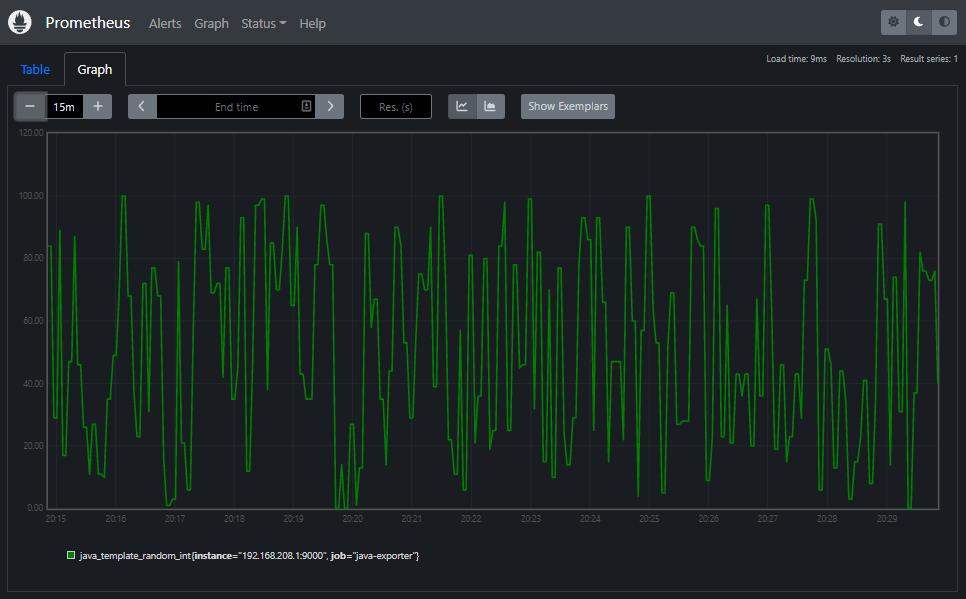 Prometheus Alerts Graph Status Help
Load time: 9ms Resolution: 3s Result series: 1
Table Graph
− 15m + End time Res. (s) Show Exemplars
120.00
100.00
80.00
60.00
40.00
20.00
0.00
20:15 20:16 20:17 20:18 20:19 20:20 20:21 20:22 20:23 20:24 20:25 20:26 20:27 20:28 20:29
java_template_random_int{instance="192.168.208.1:9000", job="java-exporter"}